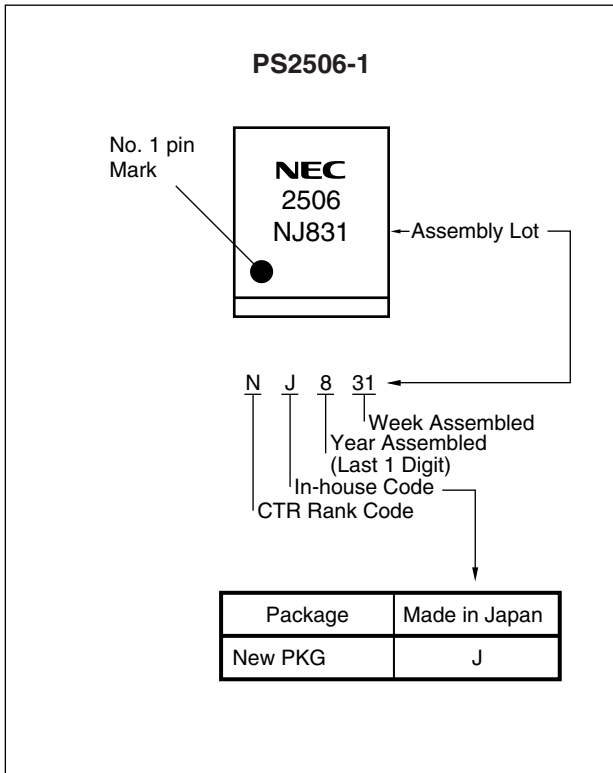 PS2506-1
No. 1 pin
Mark
NEC
2506
NJ831
Assembly Lot
N J 8 31
Week Assembled
Year Assembled
(Last 1 Digit)
In-house Code
CTR Rank Code
Package Made in Japan
New PKG J